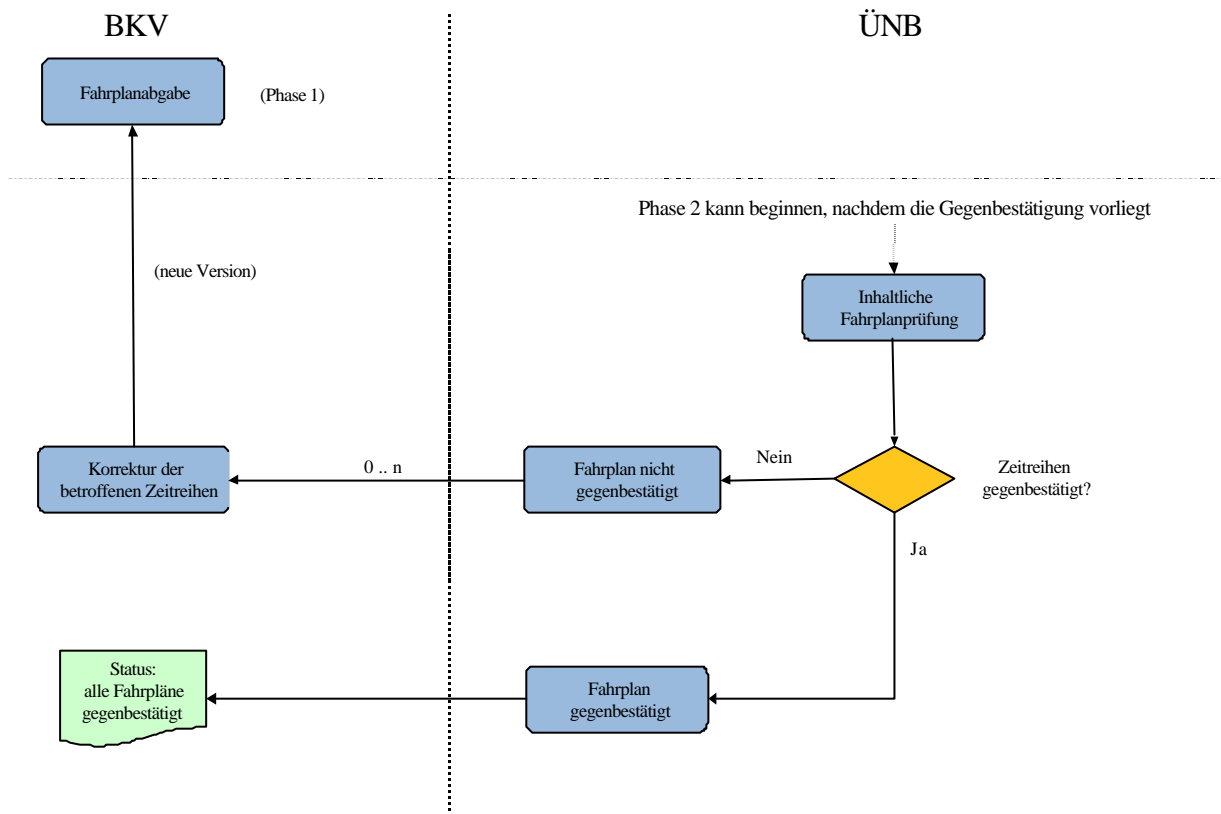 BKV
ÜNB
Fahrplanabgabe
(Phase 1)
Phase 2 kann beginnen, nachdem die Gegenbestätigung vorliegt
(neue Version)
Inhaltliche
Fahrplanprüfung
Korrektur der
betroffenen Zeitreihen
0 .. n
Fahrplan nicht
gegenbestätigt
Nein
Zeitreihen
gegenbestätigt?
Ja
Status:
alle Fahrpläne
gegenbestätigt
Fahrplan
gegenbestätigt